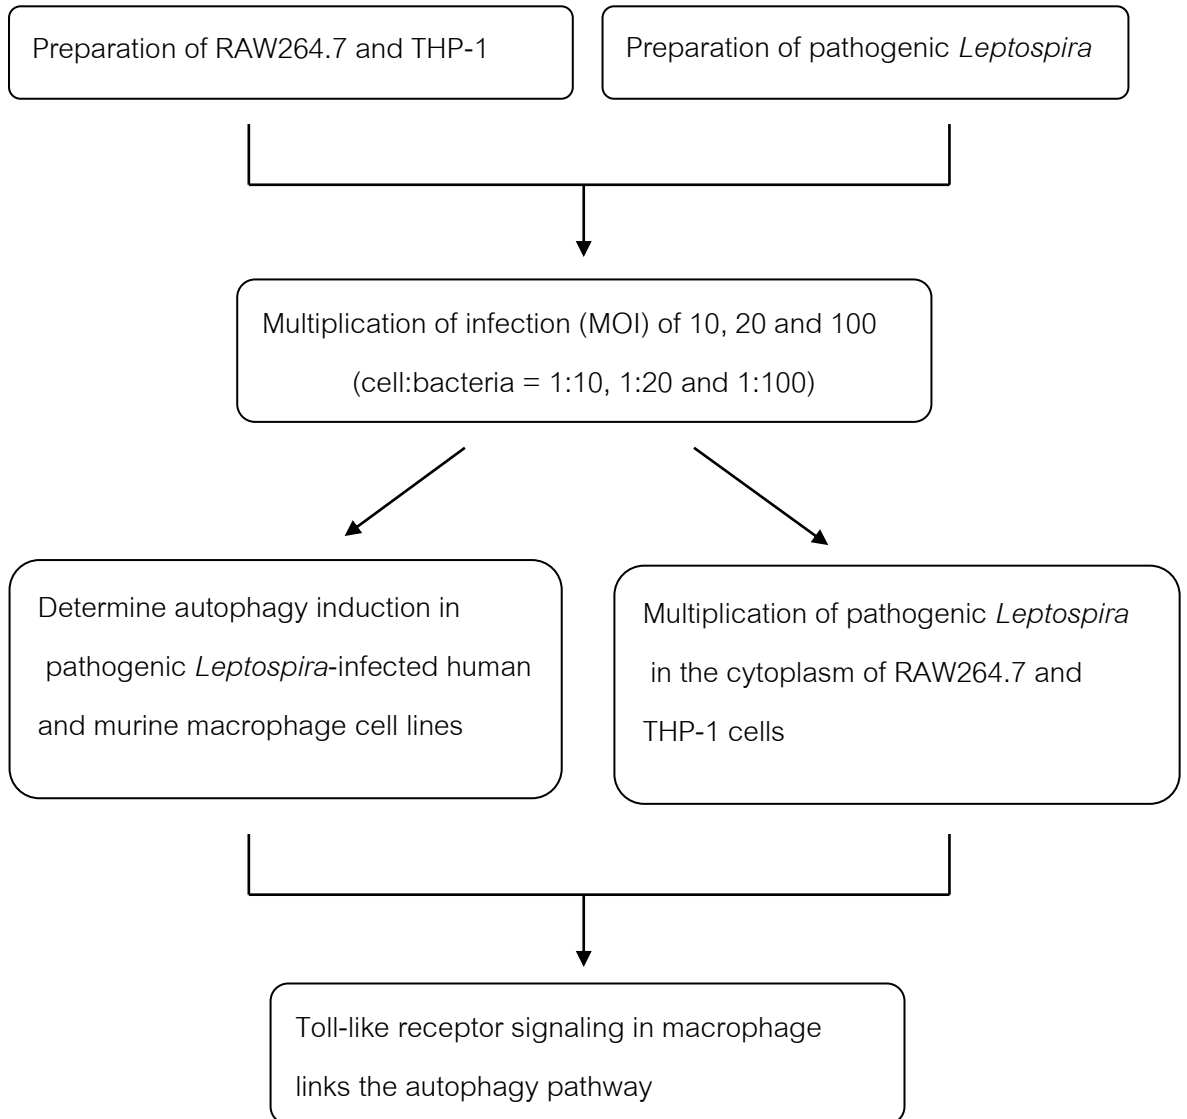 Preparation of RAW264.7 and THP-1
Preparation of pathogenic Leptospira
Multiplication of infection (MOI) of 10, 20 and 100
(cell:bacteria = 1:10, 1:20 and 1:100)
Determine autophagy induction in
pathogenic Leptospira-infected human
and murine macrophage cell lines
Multiplication of pathogenic Leptospira
in the cytoplasm of RAW264.7 and
THP-1 cells
Toll-like receptor signaling in macrophage
links the autophagy pathway